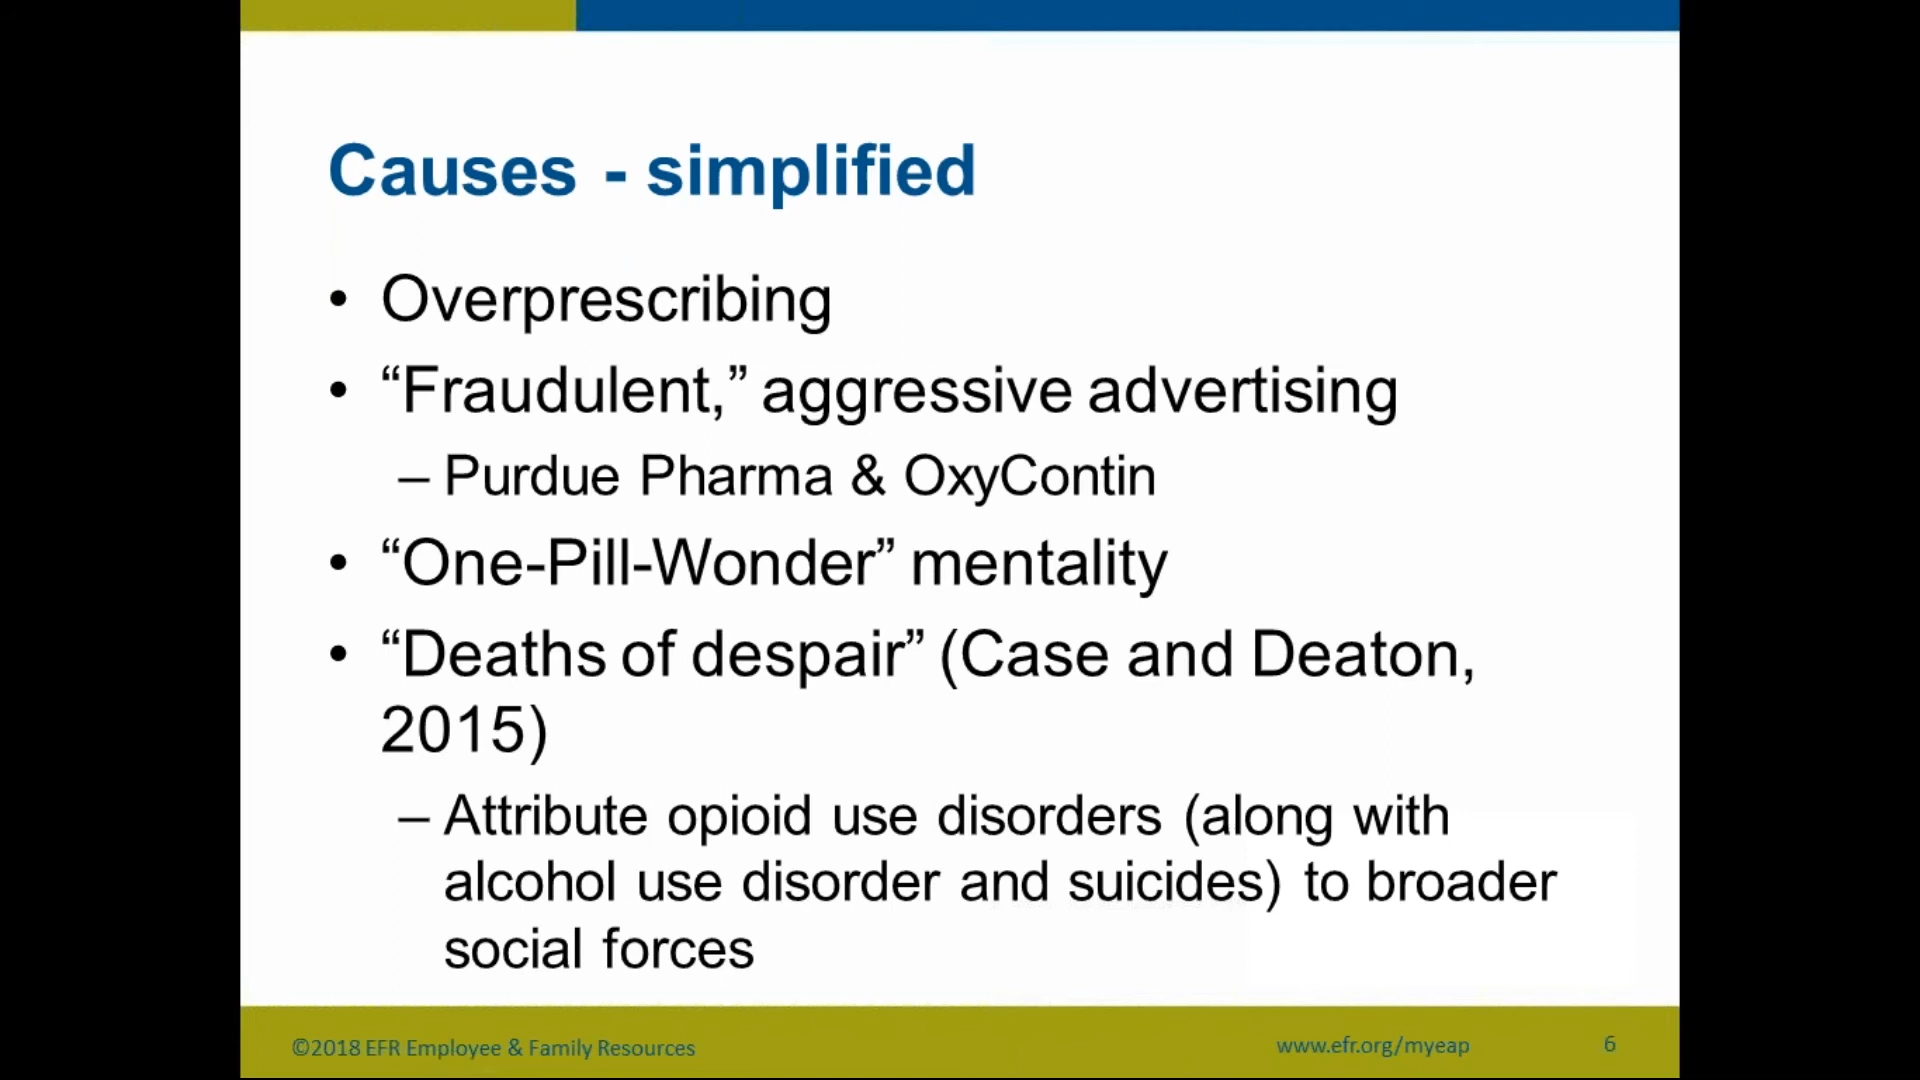 Causes - simplified
• Overprescribing
• “Fraudulent,” aggressive advertising
– Purdue Pharma & OxyContin
• “One-Pill-Wonder” mentality
• “Deaths of despair” (Case and Deaton,
2015)
– Attribute opioid use disorders (along with
alcohol use disorder and suicides) to broader
social forces
©2018 EFR Employee & Family Resources
www.efr.org/myeap
6